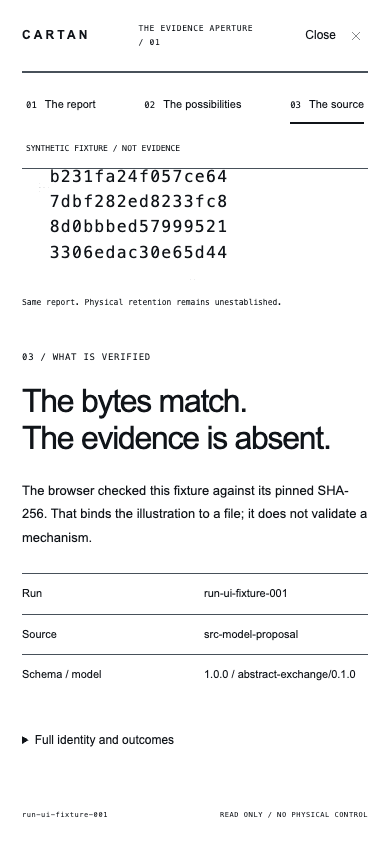 CARTAN
THE EVIDENCE APERTURE
/ 01
Close ×
01 The report
02 The possibilities
03 The source
SYNTHETIC FIXTURE / NOT EVIDENCE
b231fa24f057ce64
7dbf282ed8233fc8
8d0bbbed57999521
3306edac30e65d44
Same report. Physical retention remains unestablished.
03 / WHAT IS VERIFIED
The bytes match.
The evidence is absent.
The browser checked this fixture against its pinned SHA-
256. That binds the illustration to a file; it does not validate a
mechanism.
Run run-ui-fixture-001
Source src-model-proposal
Schema / model 1.0.0 / abstract-exchange/0.1.0
▶ Full identity and outcomes
run-ui-fixture-001
READ ONLY / NO PHYSICAL CONTROL